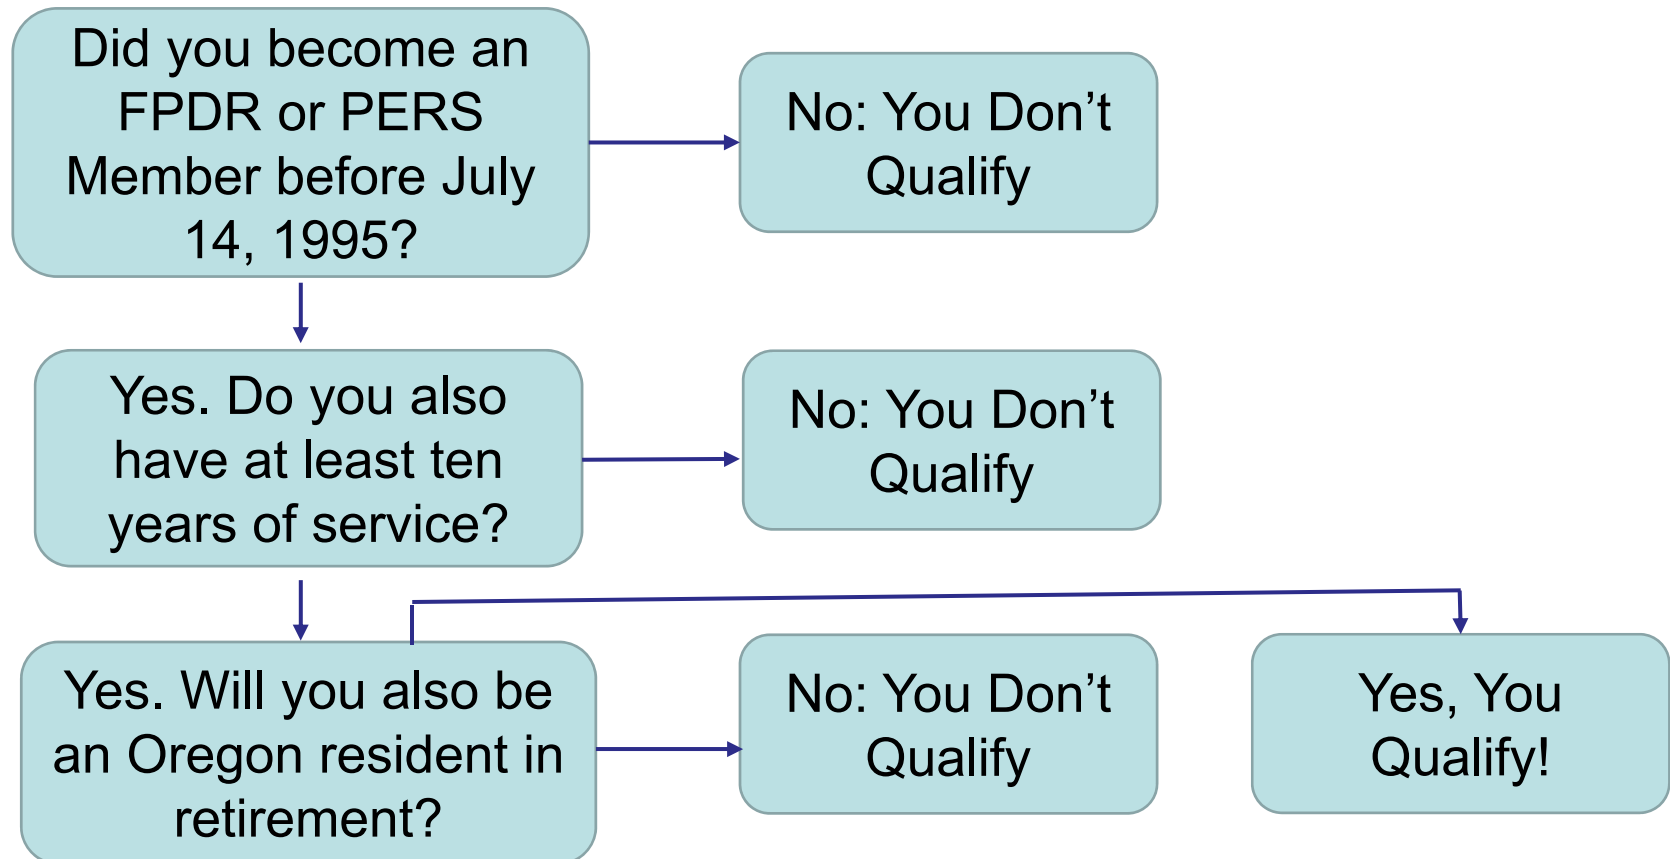 Did you become an
FPDR or PERS
Member before July
14, 1995?
No: You Don’t
Qualify
Yes. Do you also
have at least ten
years of service?
No: You Don’t
Qualify
Yes. Will you also be
an Oregon resident in
retirement?
No: You Don’t
Qualify
Yes, You
Qualify!